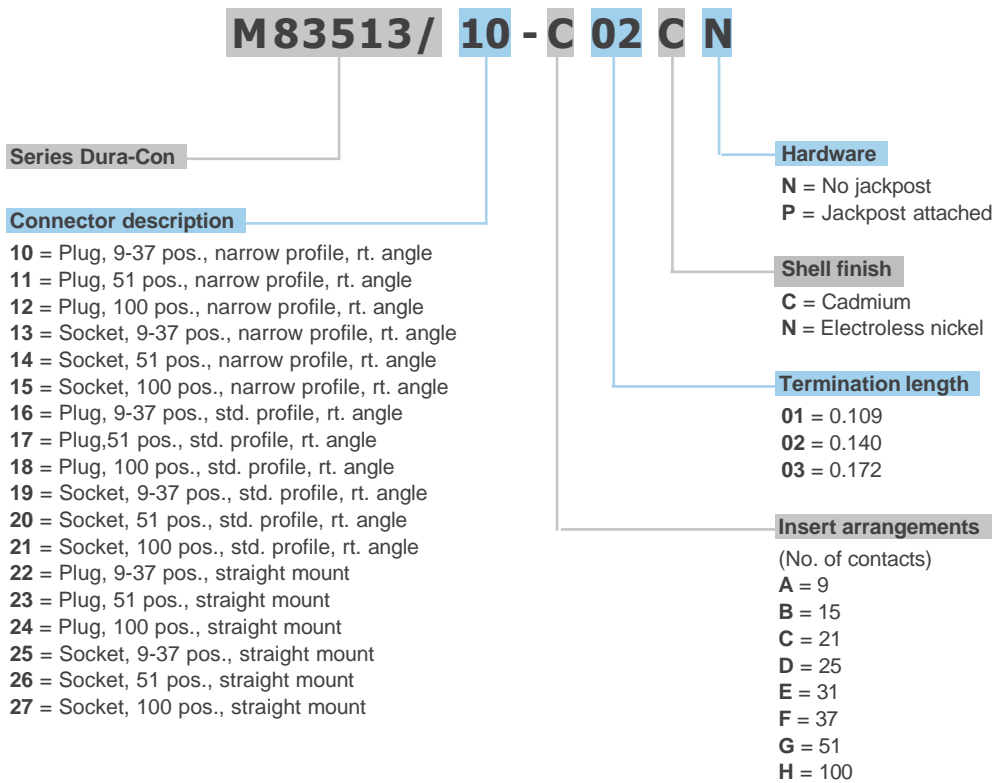 M83513/ 10 - C 02 C N
Series Dura-Con
Connector description
10 = Plug, 9-37 pos., narrow profile, rt. angle
11 = Plug, 51 pos., narrow profile, rt. angle
12 = Plug, 100 pos., narrow profile, rt. angle
13 = Socket, 9-37 pos., narrow profile, rt. angle
14 = Socket, 51 pos., narrow profile, rt. angle
15 = Socket, 100 pos., narrow profile, rt. angle
16 = Plug, 9-37 pos., std. profile, rt. angle
17 = Plug,51 pos., std. profile, rt. angle
18 = Plug, 100 pos., std. profile, rt. angle
19 = Socket, 9-37 pos., std. profile, rt. angle
20 = Socket, 51 pos., std. profile, rt. angle
21 = Socket, 100 pos., std. profile, rt. angle
22 = Plug, 9-37 pos., straight mount
23 = Plug, 51 pos., straight mount
24 = Plug, 100 pos., straight mount
25 = Socket, 9-37 pos., straight mount
26 = Socket, 51 pos., straight mount
27 = Socket, 100 pos., straight mount
Hardware
N = No jackpost
P = Jackpost attached
Shell finish
C = Cadmium
N = Electroless nickel
Termination length
01 = 0.109
02 = 0.140
03 = 0.172
Insert arrangements
(No. of contacts)
A = 9
B = 15
C = 21
D = 25
E = 31
F = 37
G = 51
H = 100